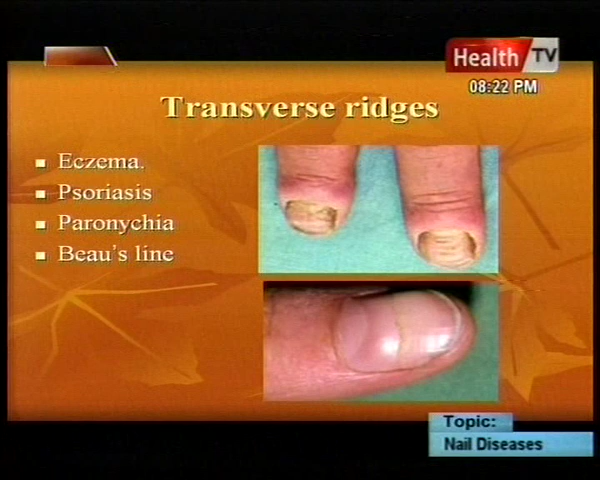 Health TV
08:22 PM
Transverse ridges
Eczema.
Psoriasis
Paronychia
Beau's line
Topic:
Nail Diseases